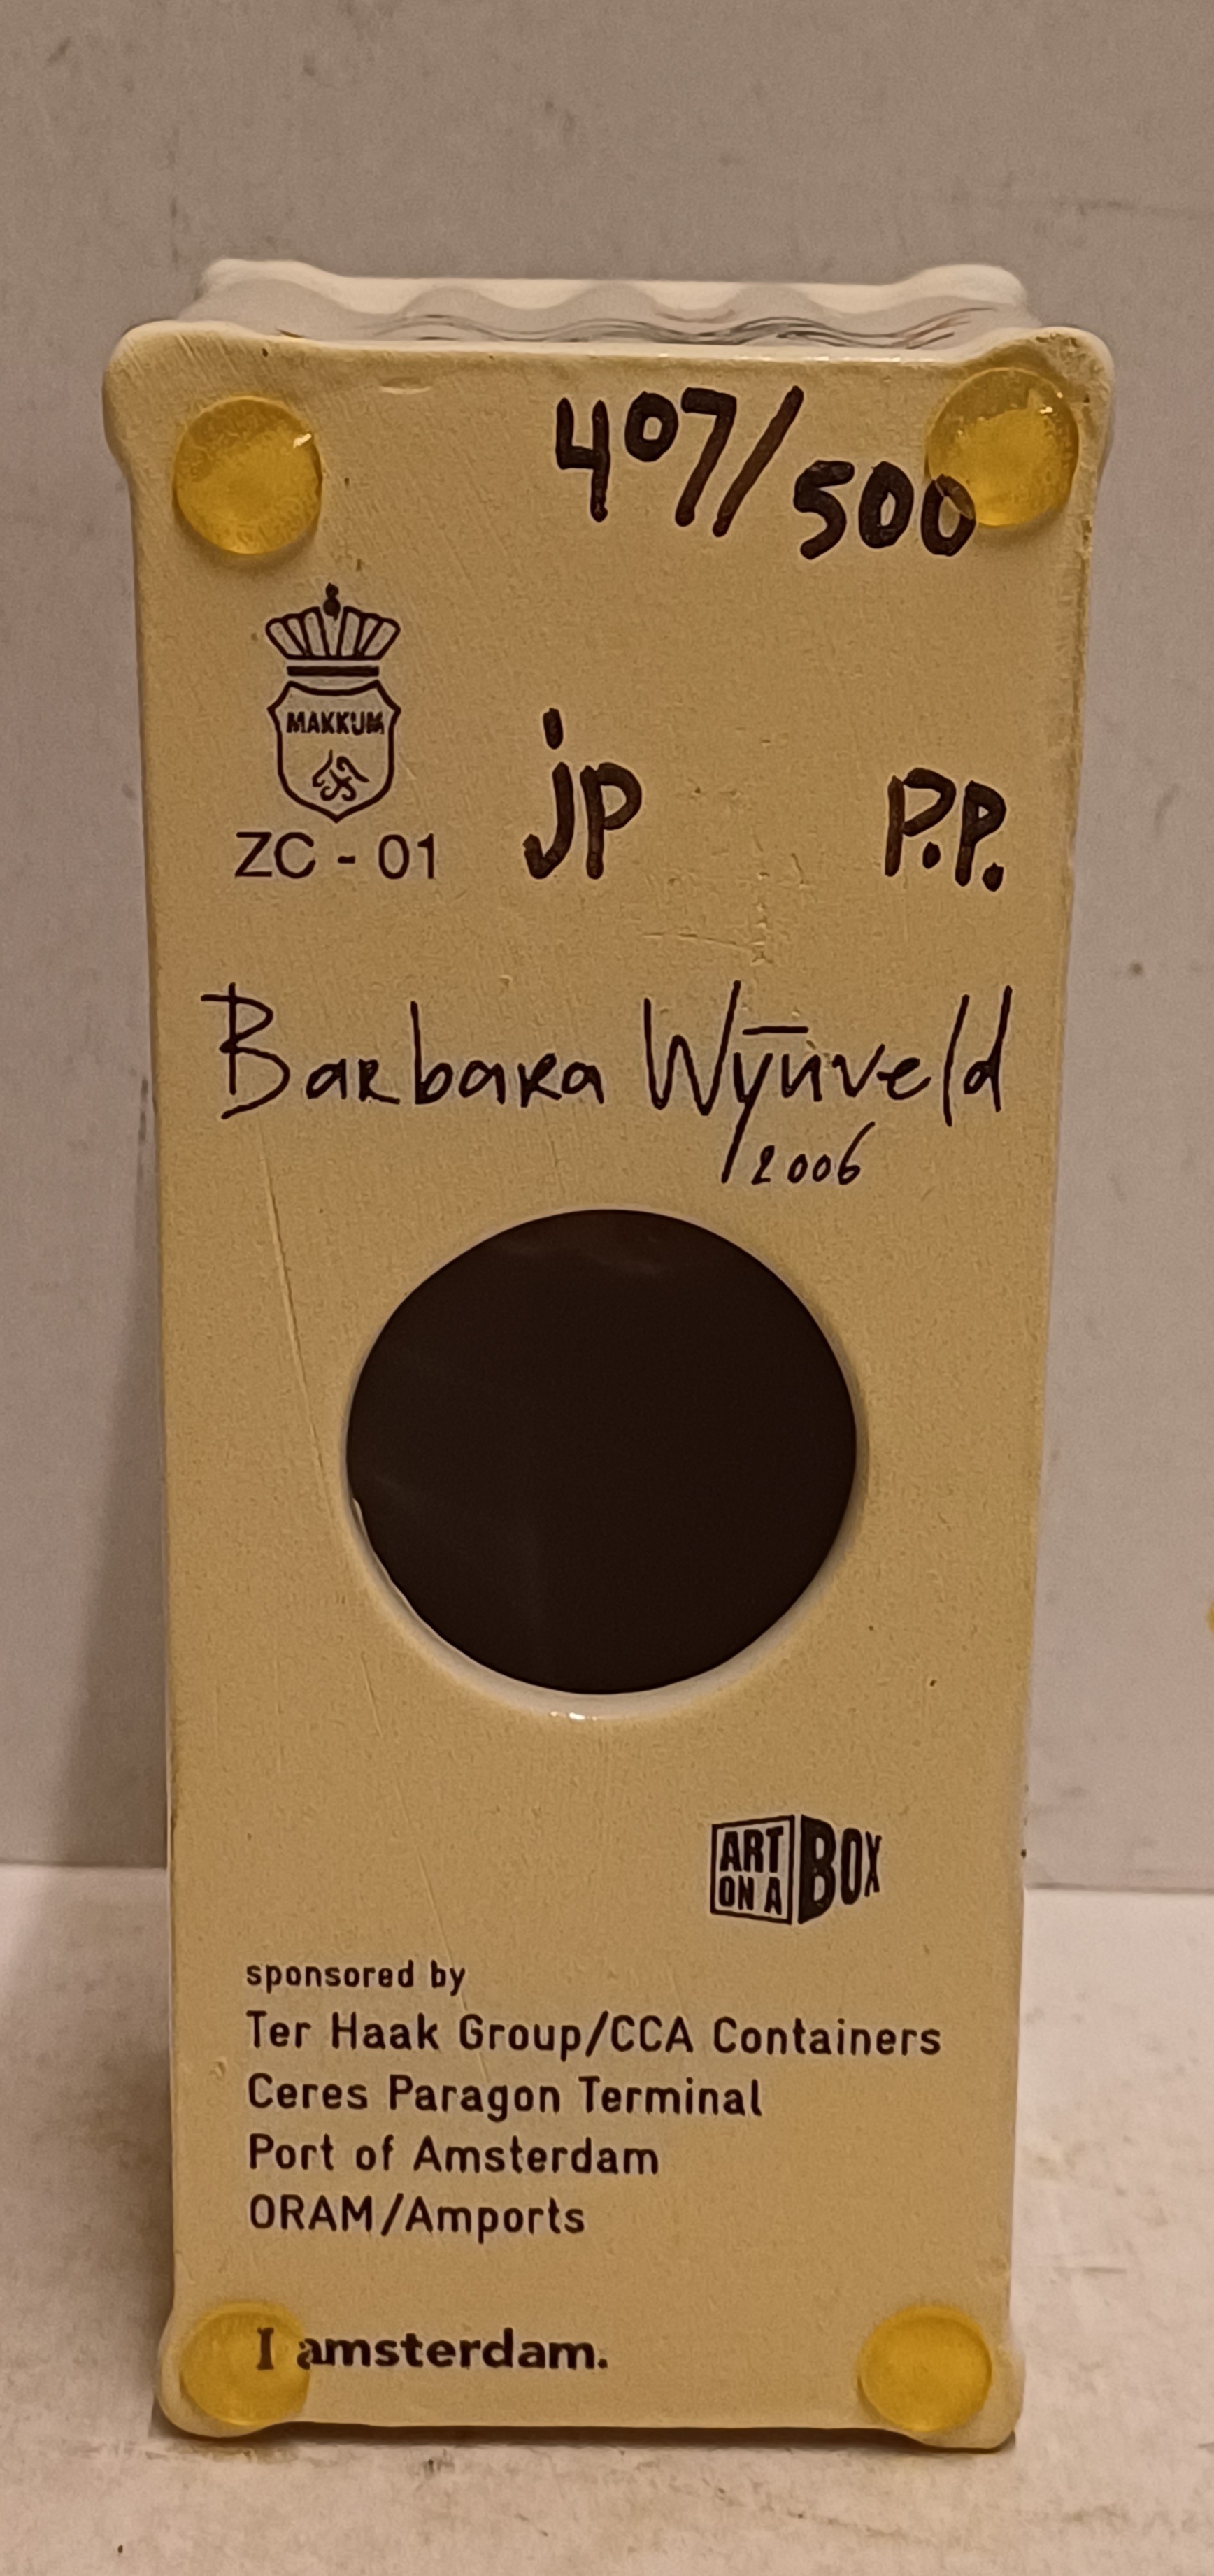 407/500
MAKKUM
ZC - 01 jp P.P.
Barbara Wijnveld
2006
ART
ON A
BOX
sponsored by
Ter Haak Group/CCA Containers
Ceres Paragon Terminal
Port of Amsterdam
ORAM/Amports
I amsterdam.